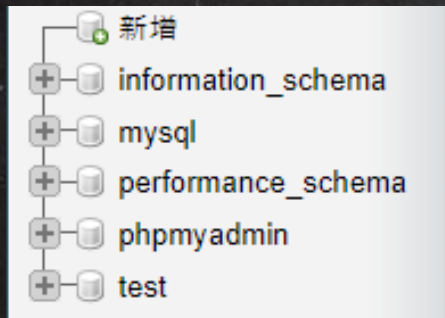 新增
information_schema
mysql
performance_schema
phpmyadmin
test